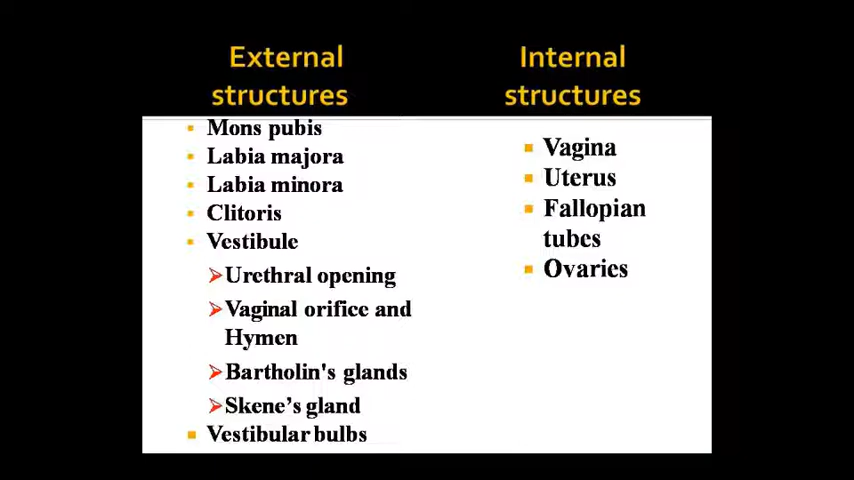 External
structures
Mons pubis
Labia majora
Labia minora
Clitoris
Vestibule
Urethral opening
Vaginal orifice and
Hymen
Bartholin's glands
Skene's gland
Vestibular bulbs
Internal
structures
Vagina
Uterus
Fallopian
tubes
Ovaries